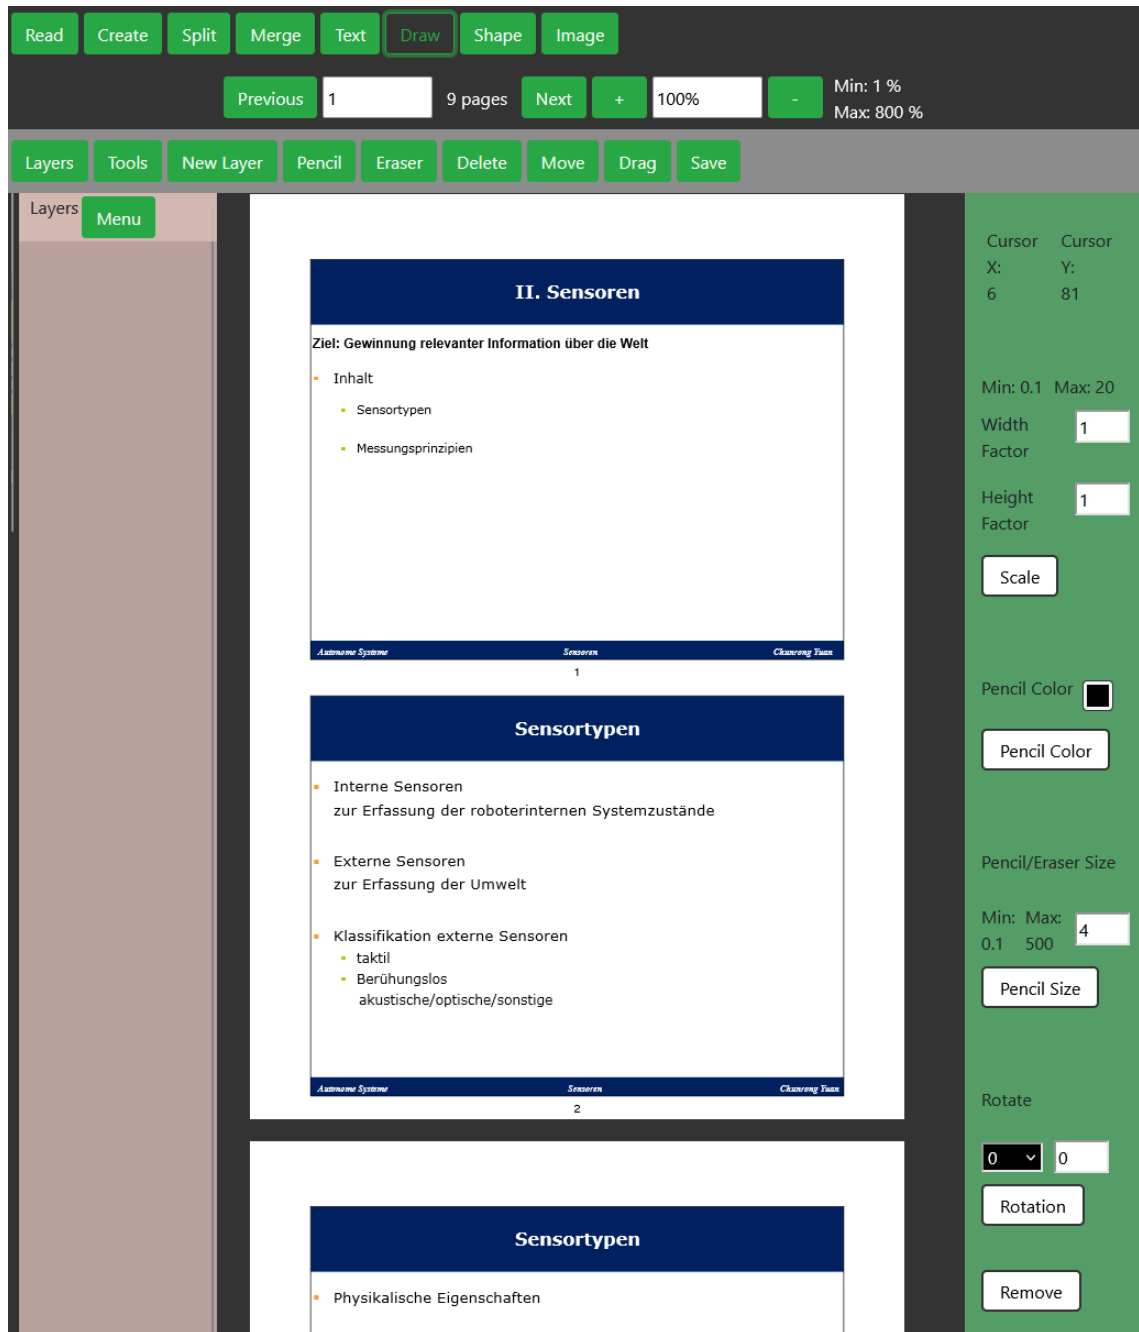 Read Create Split Merge Text Draw Shape Image
Previous 1 9 pages Next + 100% - Min: 1 %
Max: 800 %
Layers Tools New Layer Pencil Eraser Delete Move Drag Save
Layers Menu
II. Sensoren
Ziel: Gewinnung relevanter Information über die Welt
Inhalt
Sensortypen
Messungsprinzipien
Autonome Systeme Sensoren Chunrong Yuan
1
Sensortypen
Interne Sensoren
zur Erfassung der roboterinternen Systemzustände
Externe Sensoren
zur Erfassung der Umwelt
Klassifikation externe Sensoren
taktil
Berühungslos
akustische/optische/sonstige
Autonome Systeme Sensoren Chunrong Yuan
2
Sensortypen
Physikalische Eigenschaften
Cursor Cursor
X: Y:
6 81
Min: 0.1 Max: 20
Width 1
Factor
Height 1
Factor
Scale
Pencil Color
Pencil Color
Pencil/Eraser Size
Min: Max: 4
0.1 500
Pencil Size
Rotate
0 0
Rotation
Remove